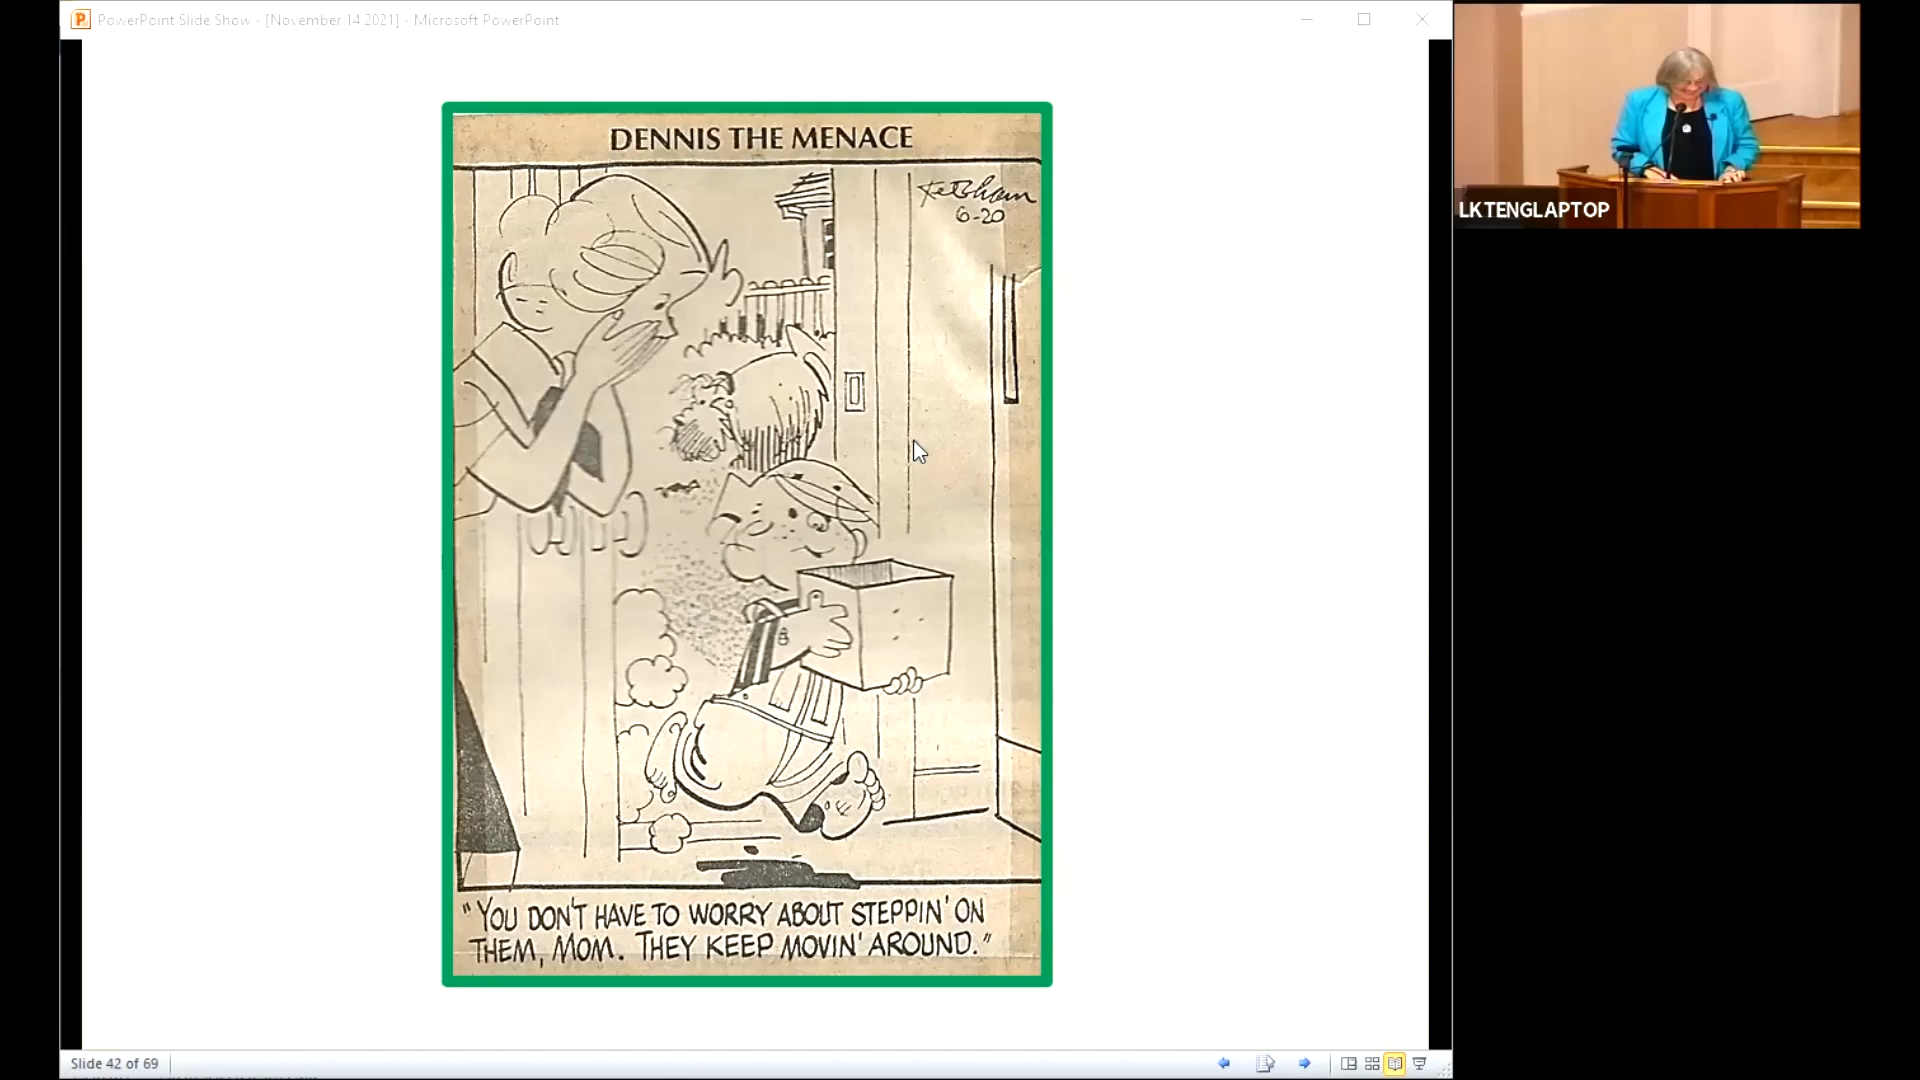 PowerPoint Slide Show - [November 14 2021] - Microsoft PowerPoint
LKTENGLAPTOP
DENNIS THE MENACE
Ketcham
6-20
"YOU DON'T HAVE TO WORRY ABOUT STEPPIN' ON
THEM, MOM. THEY KEEP MOVIN' AROUND."
Slide 42 of 69